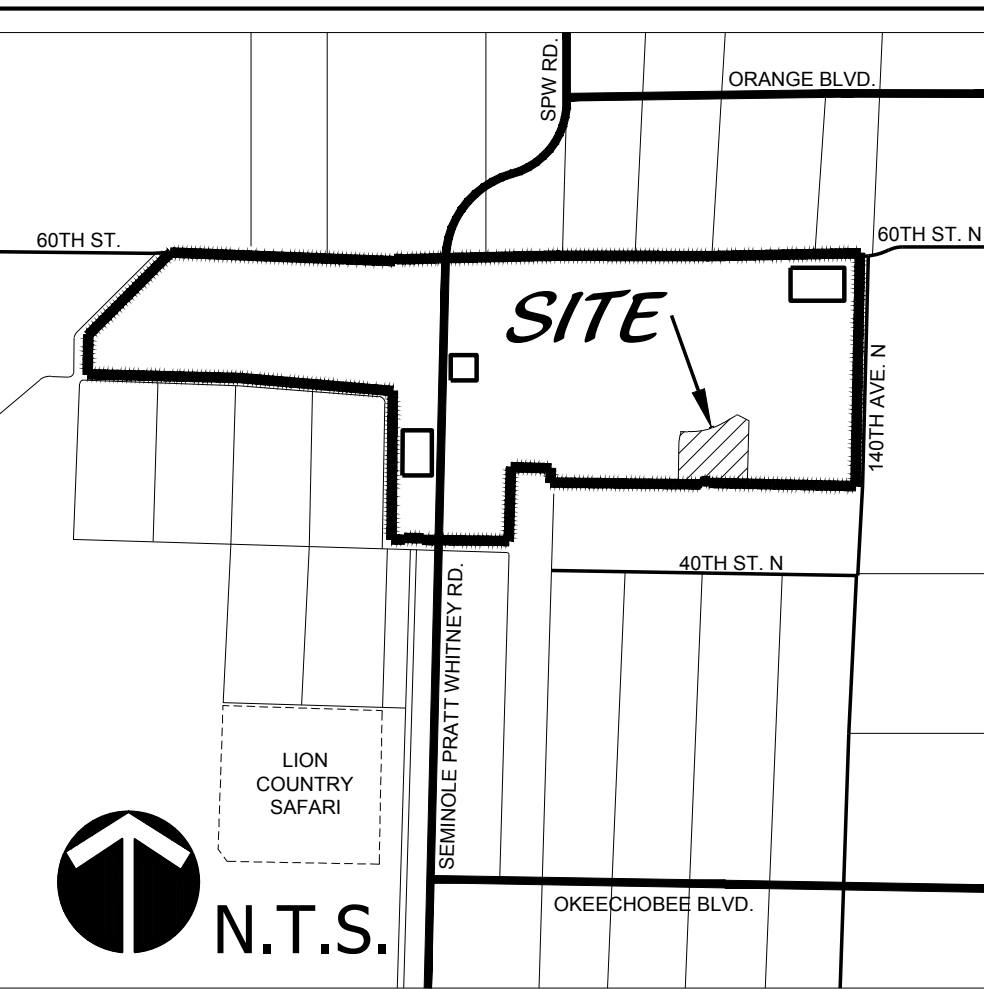 SPW RD.
ORANGE BLVD.
60TH ST.
60TH ST. N
SITE
140TH AVE. N
40TH ST. N
SEMINOLE PRATT WHITNEY RD.
LION
COUNTRY
SAFARI
OKEECHOBEE BLVD.
N.T.S.